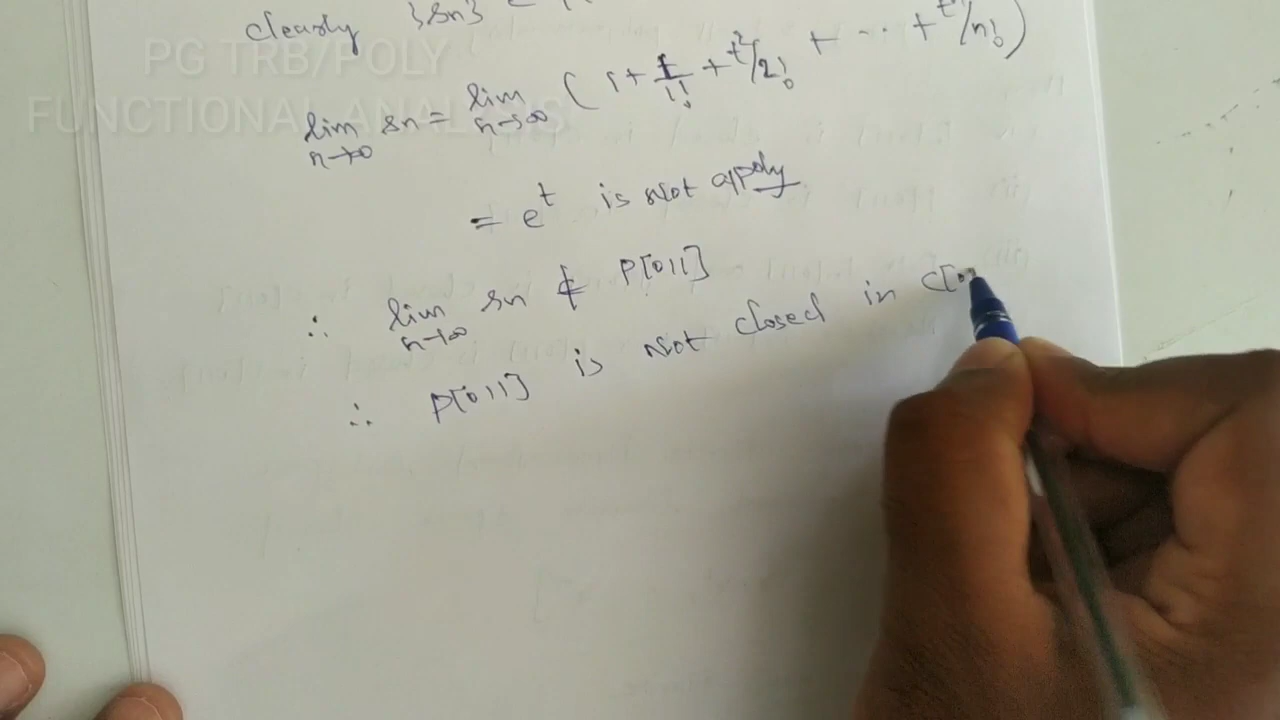 clearly {sn} ⊂
PG TRB/POLY
FUNCTIONAL ANALYSIS
lim n→∞ sn = lim n→∞ ( 1 + t/1! + t²/2! + ... + tⁿ/n! )
= e^t is not a poly
∴ lim n→∞ sn ∉ P[0,1]
∴ P[0,1] is Not closed in C[0